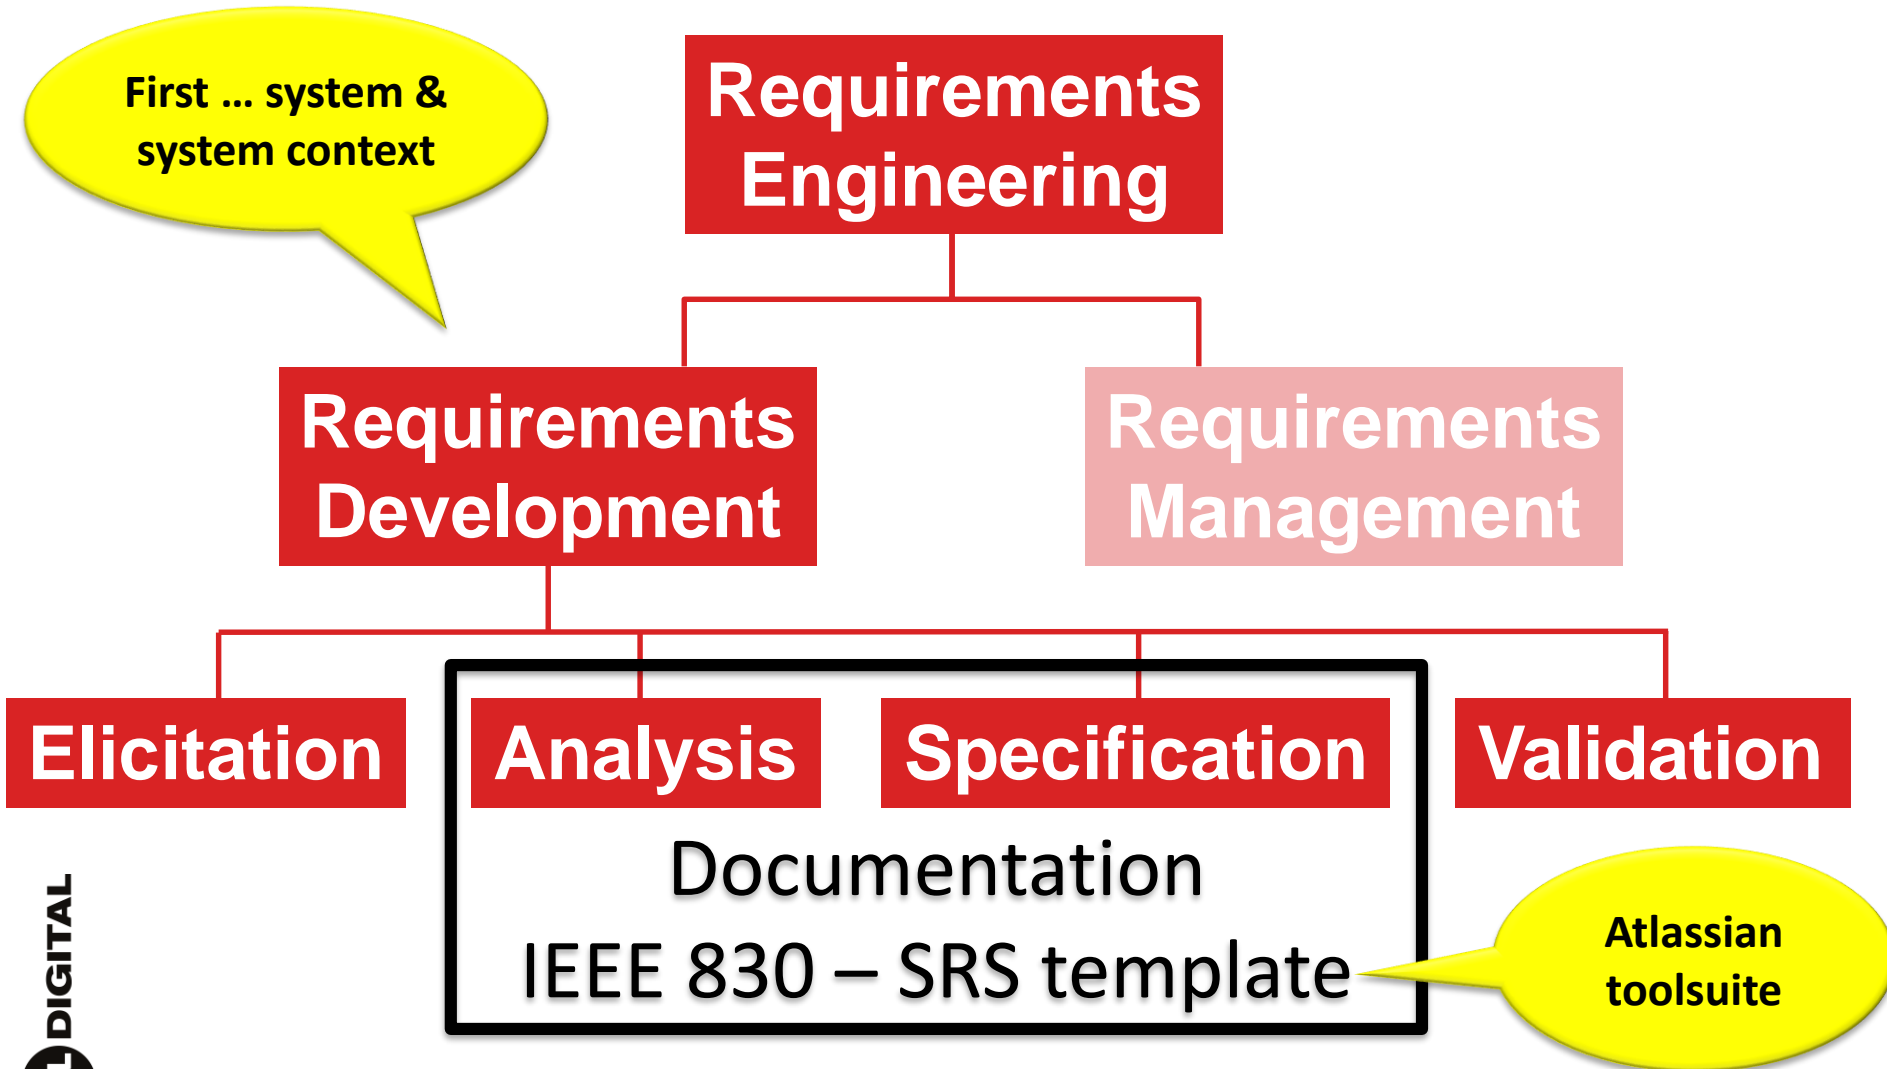 First ... system &
system context
Requirements
Engineering
Requirements
Development
Requirements
Management
Elicitation
Analysis
Specification
Validation
Documentation
IEEE 830 – SRS template
Atlassian
toolsuite
DIGITAL